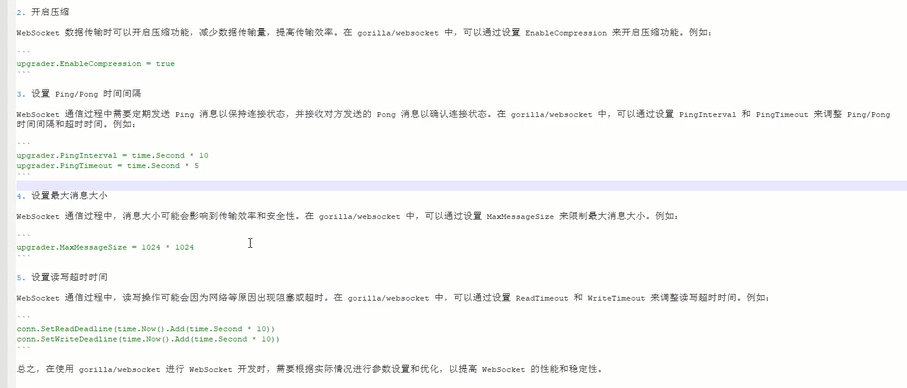 2. 开启压缩
WebSocket 数据传输时可以开启压缩功能, 减少数据传输量, 提高传输效率。在 gorilla/websocket 中, 可以通过设置 EnableCompression 来开启压缩功能。例如:
```
upgrader.EnableCompression = true
```
3. 设置 Ping/Pong 时间间隔
WebSocket 通信过程中需要定期发送 Ping 消息以保持连接状态, 并接收对方发送的 Pong 消息以确认连接状态。在 gorilla/websocket 中, 可以通过设置 PingInterval 和 PingTimeout 来调整 Ping/Pong
时间间隔和超时时间。例如:
```
upgrader.PingInterval = time.Second * 10
upgrader.PingTimeout = time.Second * 5
```
4. 设置最大消息大小
WebSocket 通信过程中, 消息大小可能会影响到传输效率和安全性。在 gorilla/websocket 中, 可以通过设置 MaxMessageSize 来限制最大消息大小。例如:
```
upgrader.MaxMessageSize = 1024 * 1024
```
5. 设置读写超时时间
WebSocket 通信过程中, 读写操作可能会因为网络等原因出现阻塞或超时。在 gorilla/websocket 中, 可以通过设置 ReadTimeout 和 WriteTimeout 来调整读写超时时间。例如:
```
conn.SetReadDeadline(time.Now().Add(time.Second * 10))
conn.SetWriteDeadline(time.Now().Add(time.Second * 10))
```
总之, 在使用 gorilla/websocket 进行 WebSocket 开发时, 需要根据实际情况进行参数设置和优化, 以提高 WebSocket 的性能和稳定性。